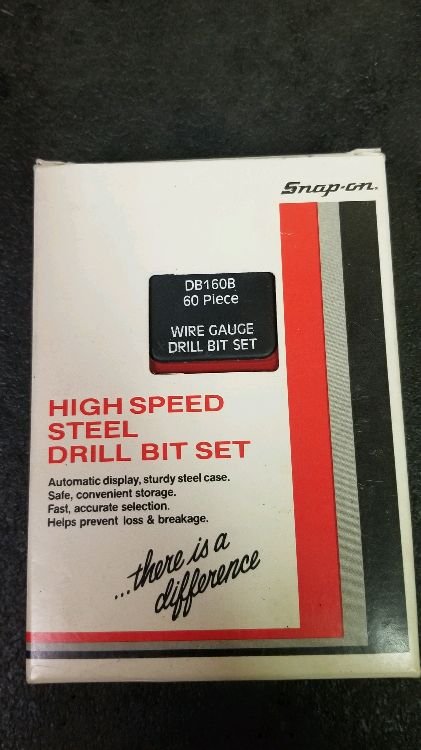 Snap-on.
DB160B
60 Piece
WIRE GAUGE
DRILL BIT SET
HIGH SPEED
STEEL
DRILL BIT SET
Automatic display, sturdy steel case.
Safe, convenient storage.
Fast, accurate selection.
Helps prevent loss & breakage.
...there is a
difference